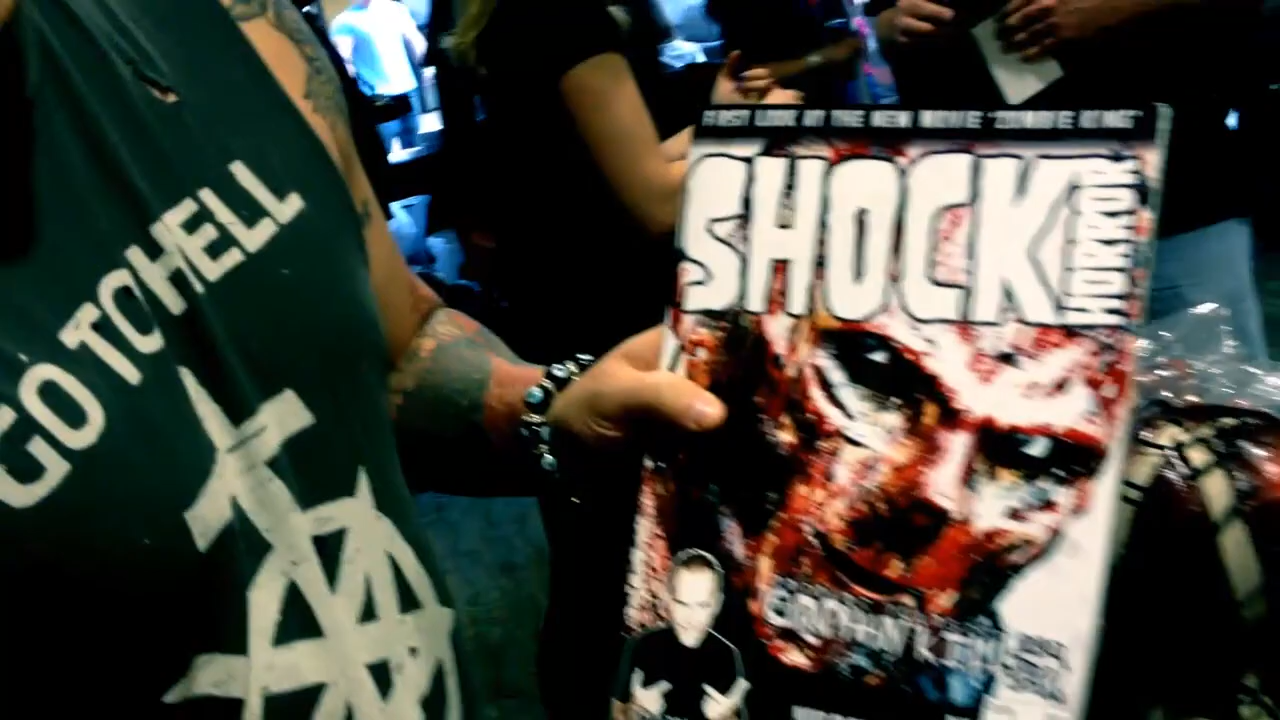 GO TO HELL
FIRST LOOK AT THE NEW MOVIE "ZOMBIE KING"
SHOCK
HORROR